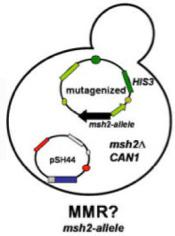 HIS3
mutagenized
msh2-allele
pSH44
msh2Δ
CAN1
MMR?
msh2-allele